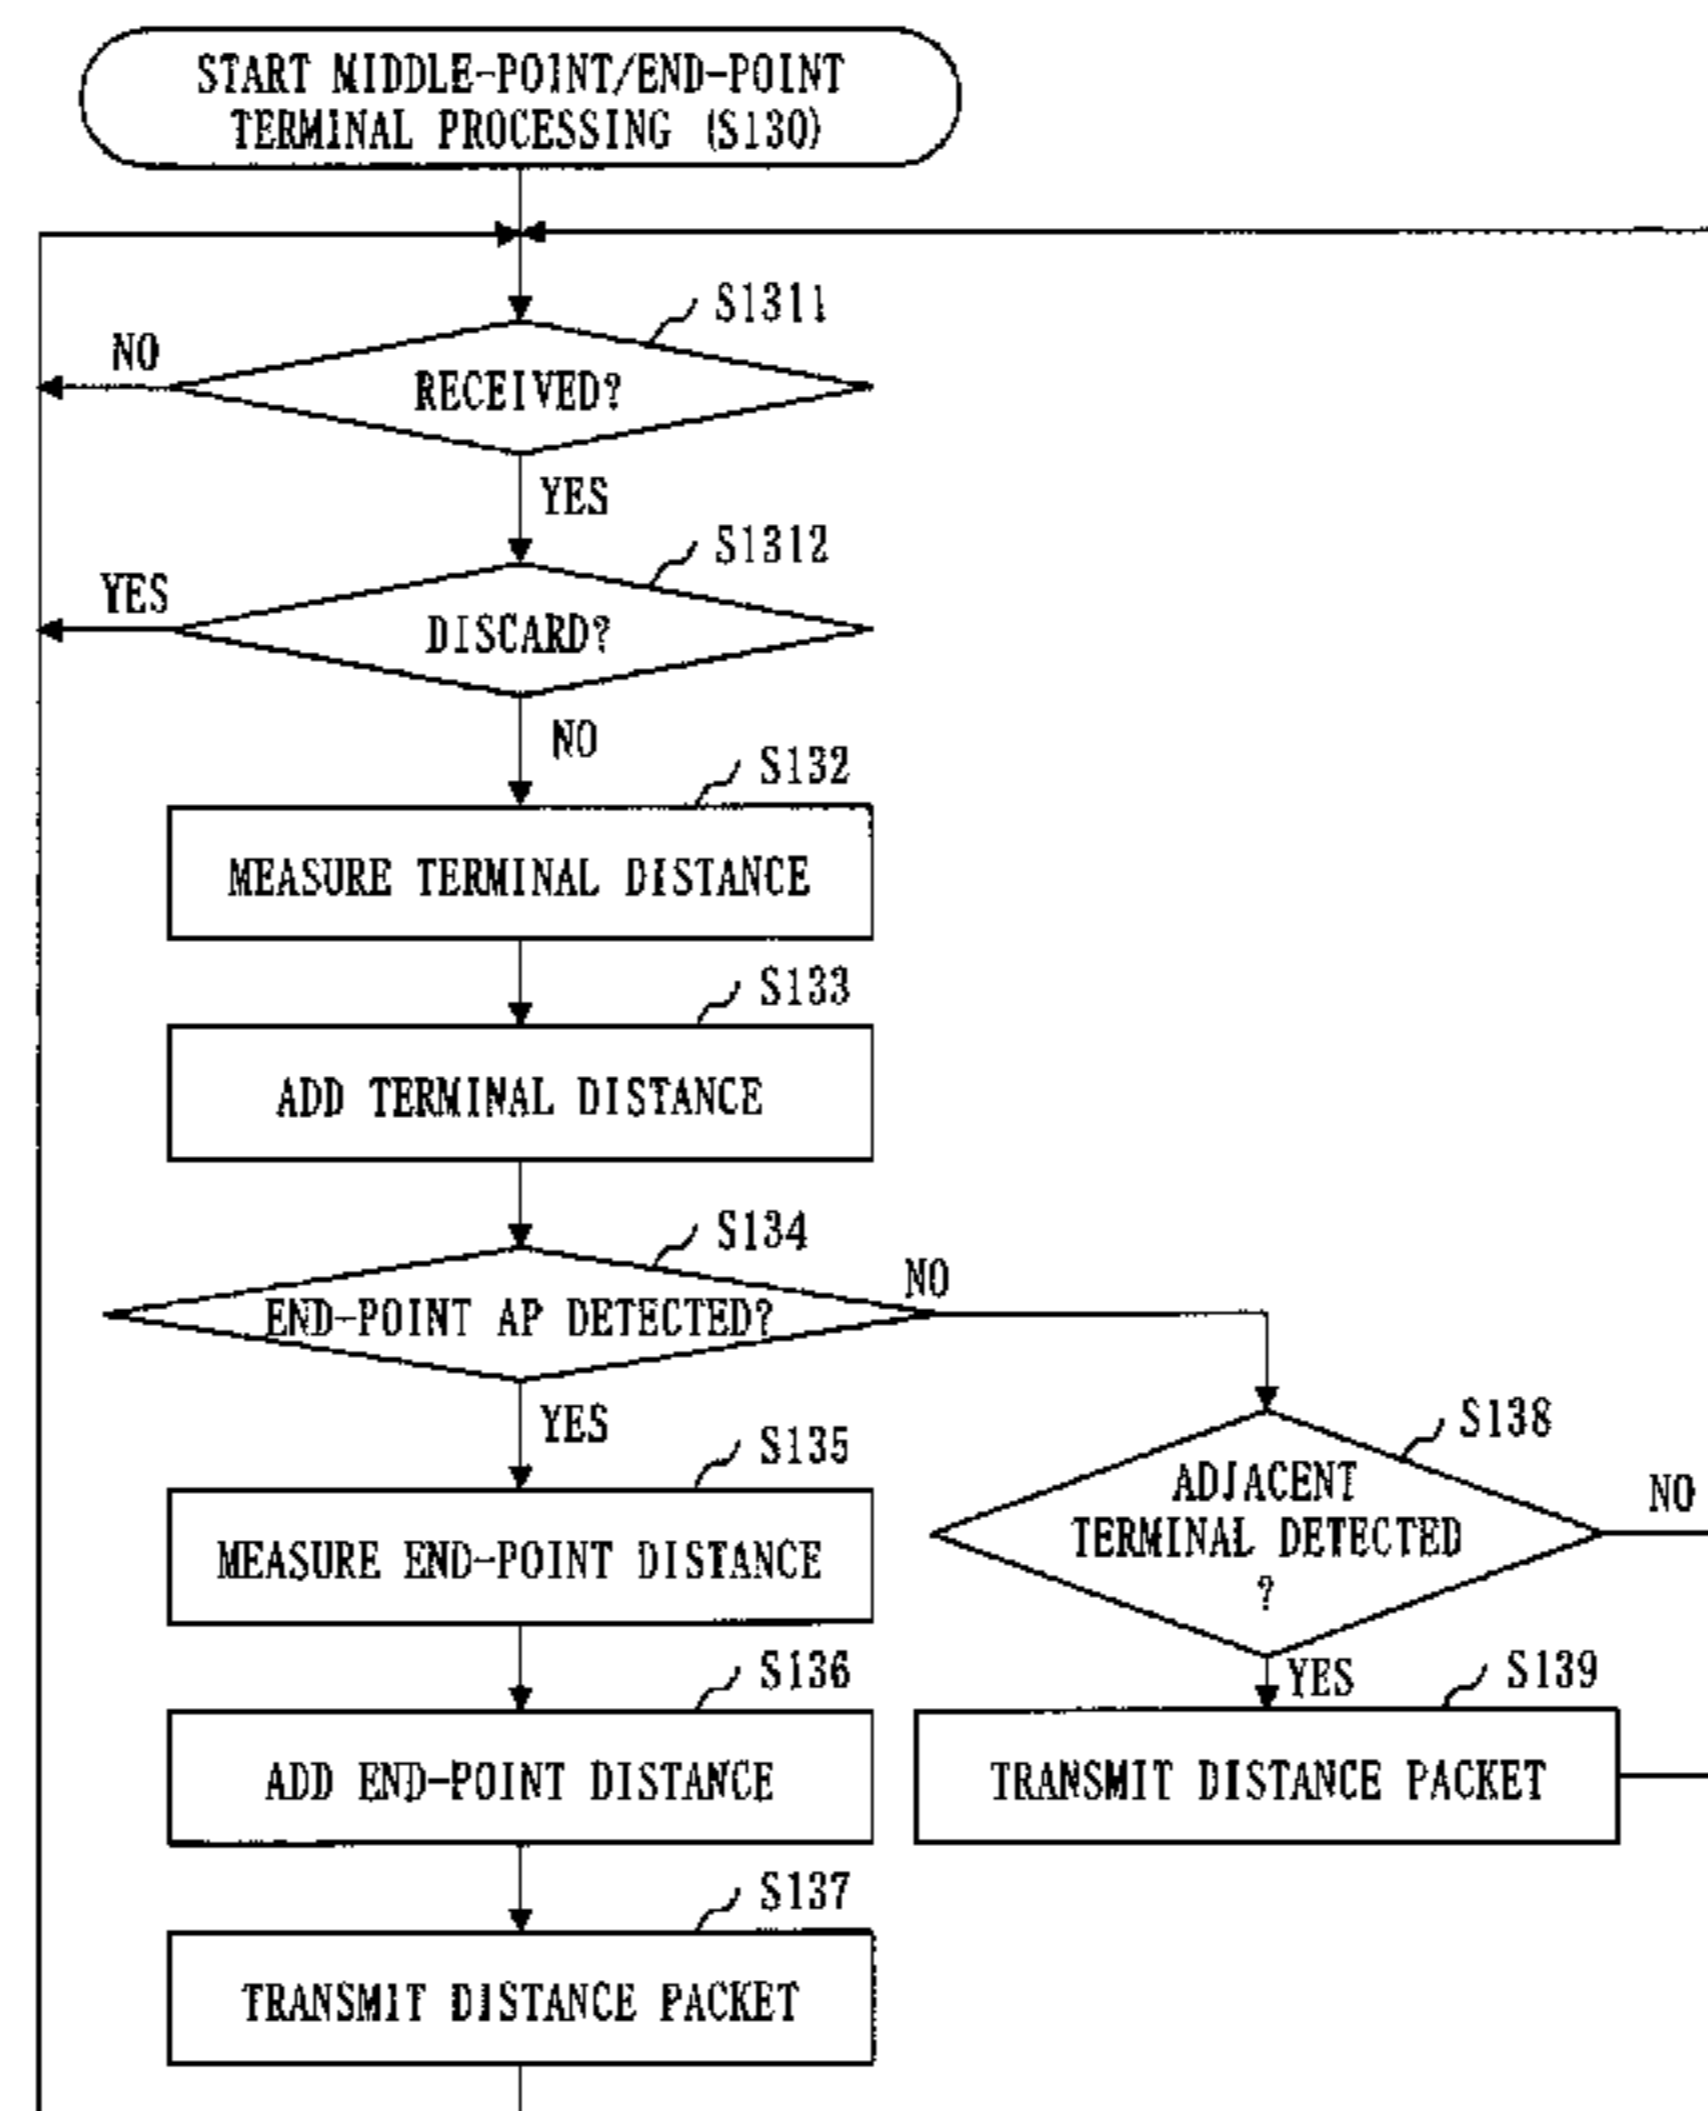 START MIDDLE-POINT/END-POINT
TERMINAL PROCESSING (S130)
S1311
NO
RECEIVED?
YES
S1312
YES
DISCARD?
NO
S132
MEASURE TERMINAL DISTANCE
S133
ADD TERMINAL DISTANCE
S134
NO
END-POINT AP DETECTED?
YES
S138
S135
ADJACENT
NO
TERMINAL DETECTED
MEASURE END-POINT DISTANCE
?
S136
YES
S139
ADD END-POINT DISTANCE
TRANSMIT DISTANCE PACKET
S137
TRANSMIT DISTANCE PACKET